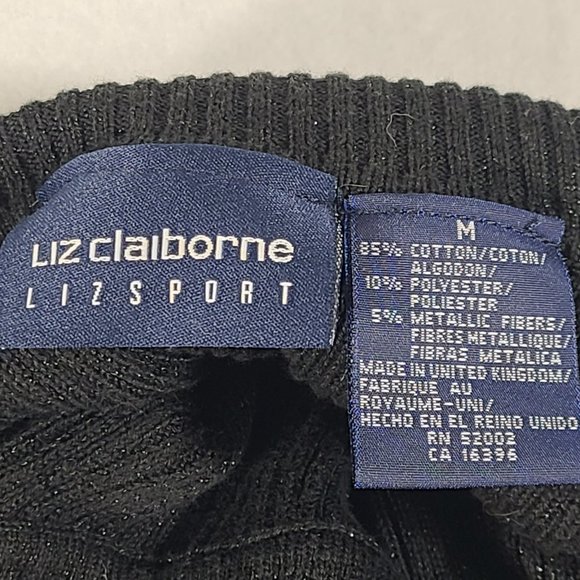 Liz claiborne
LIZSPORT
M
85% COTTON/COTON/
ALGODON/
10% POLYESTER/
POLIESTER
5% METALLIC FIBERS/
FIBRES METALLIQUE/
FIBRAS METALICA
MADE IN UNITED KINGDOM/
FABRIQUE AU
ROYAUME-UNI/
HECHO EN EL REINO UNIDO
RN 52002
CA 16396